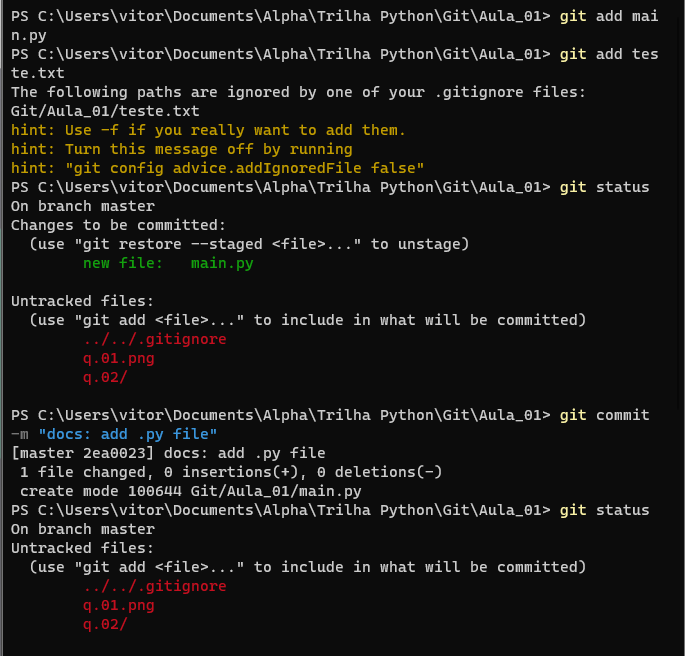 PS C:\Users\vitor\Documents\Alpha\Trilha Python\Git\Aula_01> git add mai
n.py
PS C:\Users\vitor\Documents\Alpha\Trilha Python\Git\Aula_01> git add tes
te.txt
The following paths are ignored by one of your .gitignore files:
Git/Aula_01/teste.txt
hint: Use -f if you really want to add them.
hint: Turn this message off by running
hint: "git config advice.addIgnoredFile false"
PS C:\Users\vitor\Documents\Alpha\Trilha Python\Git\Aula_01> git status
On branch master
Changes to be committed:
  (use "git restore --staged <file>..." to unstage)
        new file:   main.py

Untracked files:
  (use "git add <file>..." to include in what will be committed)
        ../../.gitignore
        q.01.png
        q.02/

PS C:\Users\vitor\Documents\Alpha\Trilha Python\Git\Aula_01> git commit
-m "docs: add .py file"
[master 2ea0023] docs: add .py file
 1 file changed, 0 insertions(+), 0 deletions(-)
 create mode 100644 Git/Aula_01/main.py
PS C:\Users\vitor\Documents\Alpha\Trilha Python\Git\Aula_01> git status
On branch master
Untracked files:
  (use "git add <file>..." to include in what will be committed)
        ../../.gitignore
        q.01.png
        q.02/